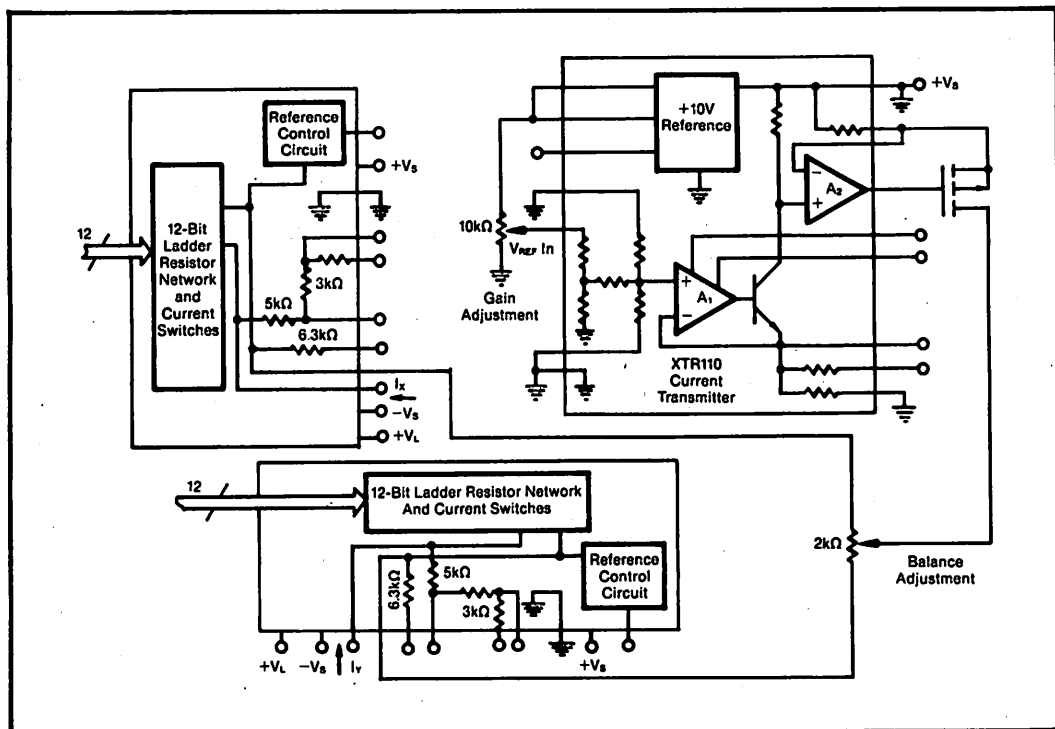 Reference
Control
Circuit
+Vs
12
12-Bit
Ladder
Resistor
Network
and
Current
Switches
3kΩ
5kΩ
6.3kΩ
Ix
−Vs
+VL
+10V
Reference
+Vs
−
A2
+
10kΩ
VREF In
Gain
Adjustment
+
A1
−
XTR110
Current
Transmitter
12
12-Bit Ladder Resistor Network
And Current Switches
6.3kΩ
5kΩ
3kΩ
Reference
Control
Circuit
+VL
−Vs
IY
+Vs
2kΩ
Balance
Adjustment